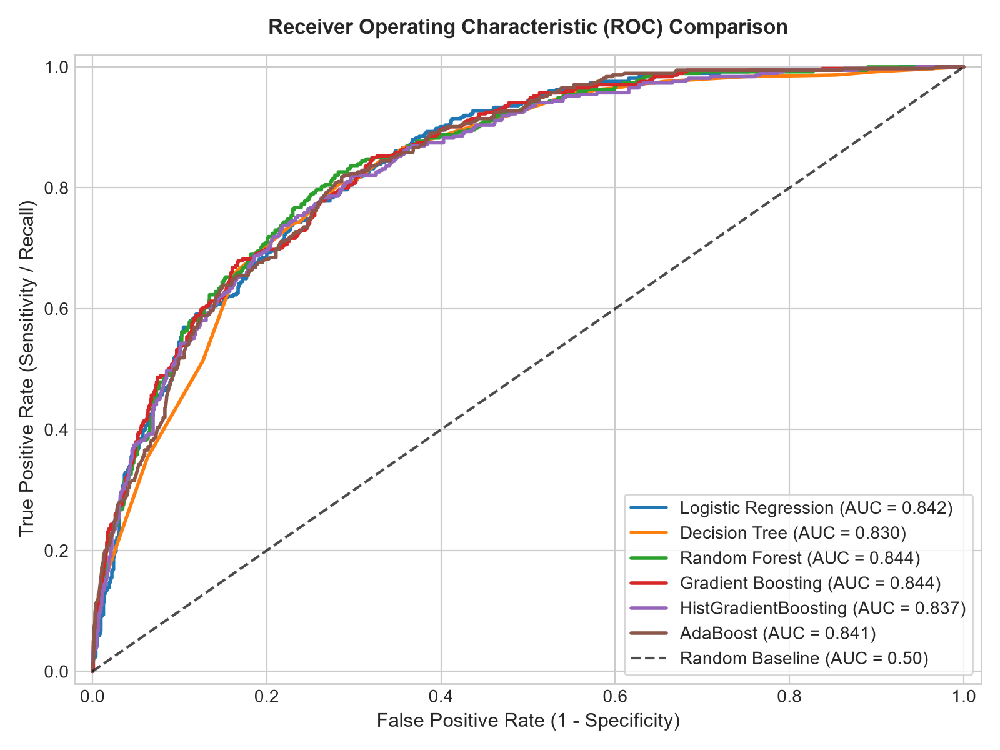 Receiver Operating Characteristic (ROC) Comparison
True Positive Rate (Sensitivity / Recall)
1.0
0.8
0.6
0.4
0.2
0.0
Logistic Regression (AUC = 0.842)
Decision Tree (AUC = 0.830)
Random Forest (AUC = 0.844)
Gradient Boosting (AUC = 0.844)
HistGradientBoosting (AUC = 0.837)
AdaBoost (AUC = 0.841)
Random Baseline (AUC = 0.50)
0.0 0.2 0.4 0.6 0.8 1.0
False Positive Rate (1 - Specificity)